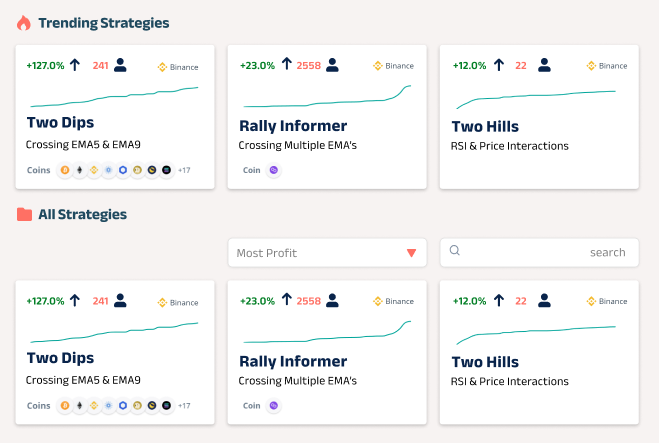 Trending Strategies
+127.0% 241 Binance
Two Dips
Crossing EMA5 & EMA9
Coins +17
+23.0% 2558 Binance
Rally Informer
Crossing Multiple EMA's
Coin
+12.0% 22 Binance
Two Hills
RSI & Price Interactions
All Strategies
Most Profit
search
+127.0% 241 Binance
Two Dips
Crossing EMA5 & EMA9
Coins +17
+23.0% 2558 Binance
Rally Informer
Crossing Multiple EMA's
Coin
+12.0% 22 Binance
Two Hills
RSI & Price Interactions